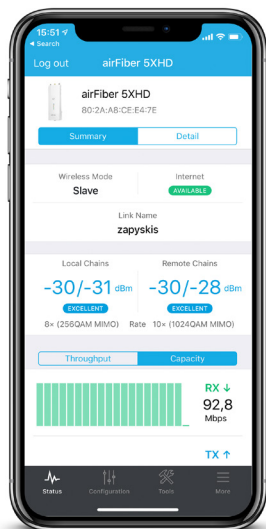 15:51
Search
Log out airFiber 5XHD
airFiber 5XHD
80:2A:A8:CE:E4:7E
Summary Detail
Wireless Mode Internet
Slave AVAILABLE
Link Name
zapyskis
Local Chains Remote Chains
-30/-31 dBm -30/-28 dBm
EXCELLENT EXCELLENT
8× (256QAM MIMO) Rate 10× (1024QAM MIMO)
Throughput Capacity
RX ↓
92,8
Mbps
TX ↑
Status Configuration Tools More